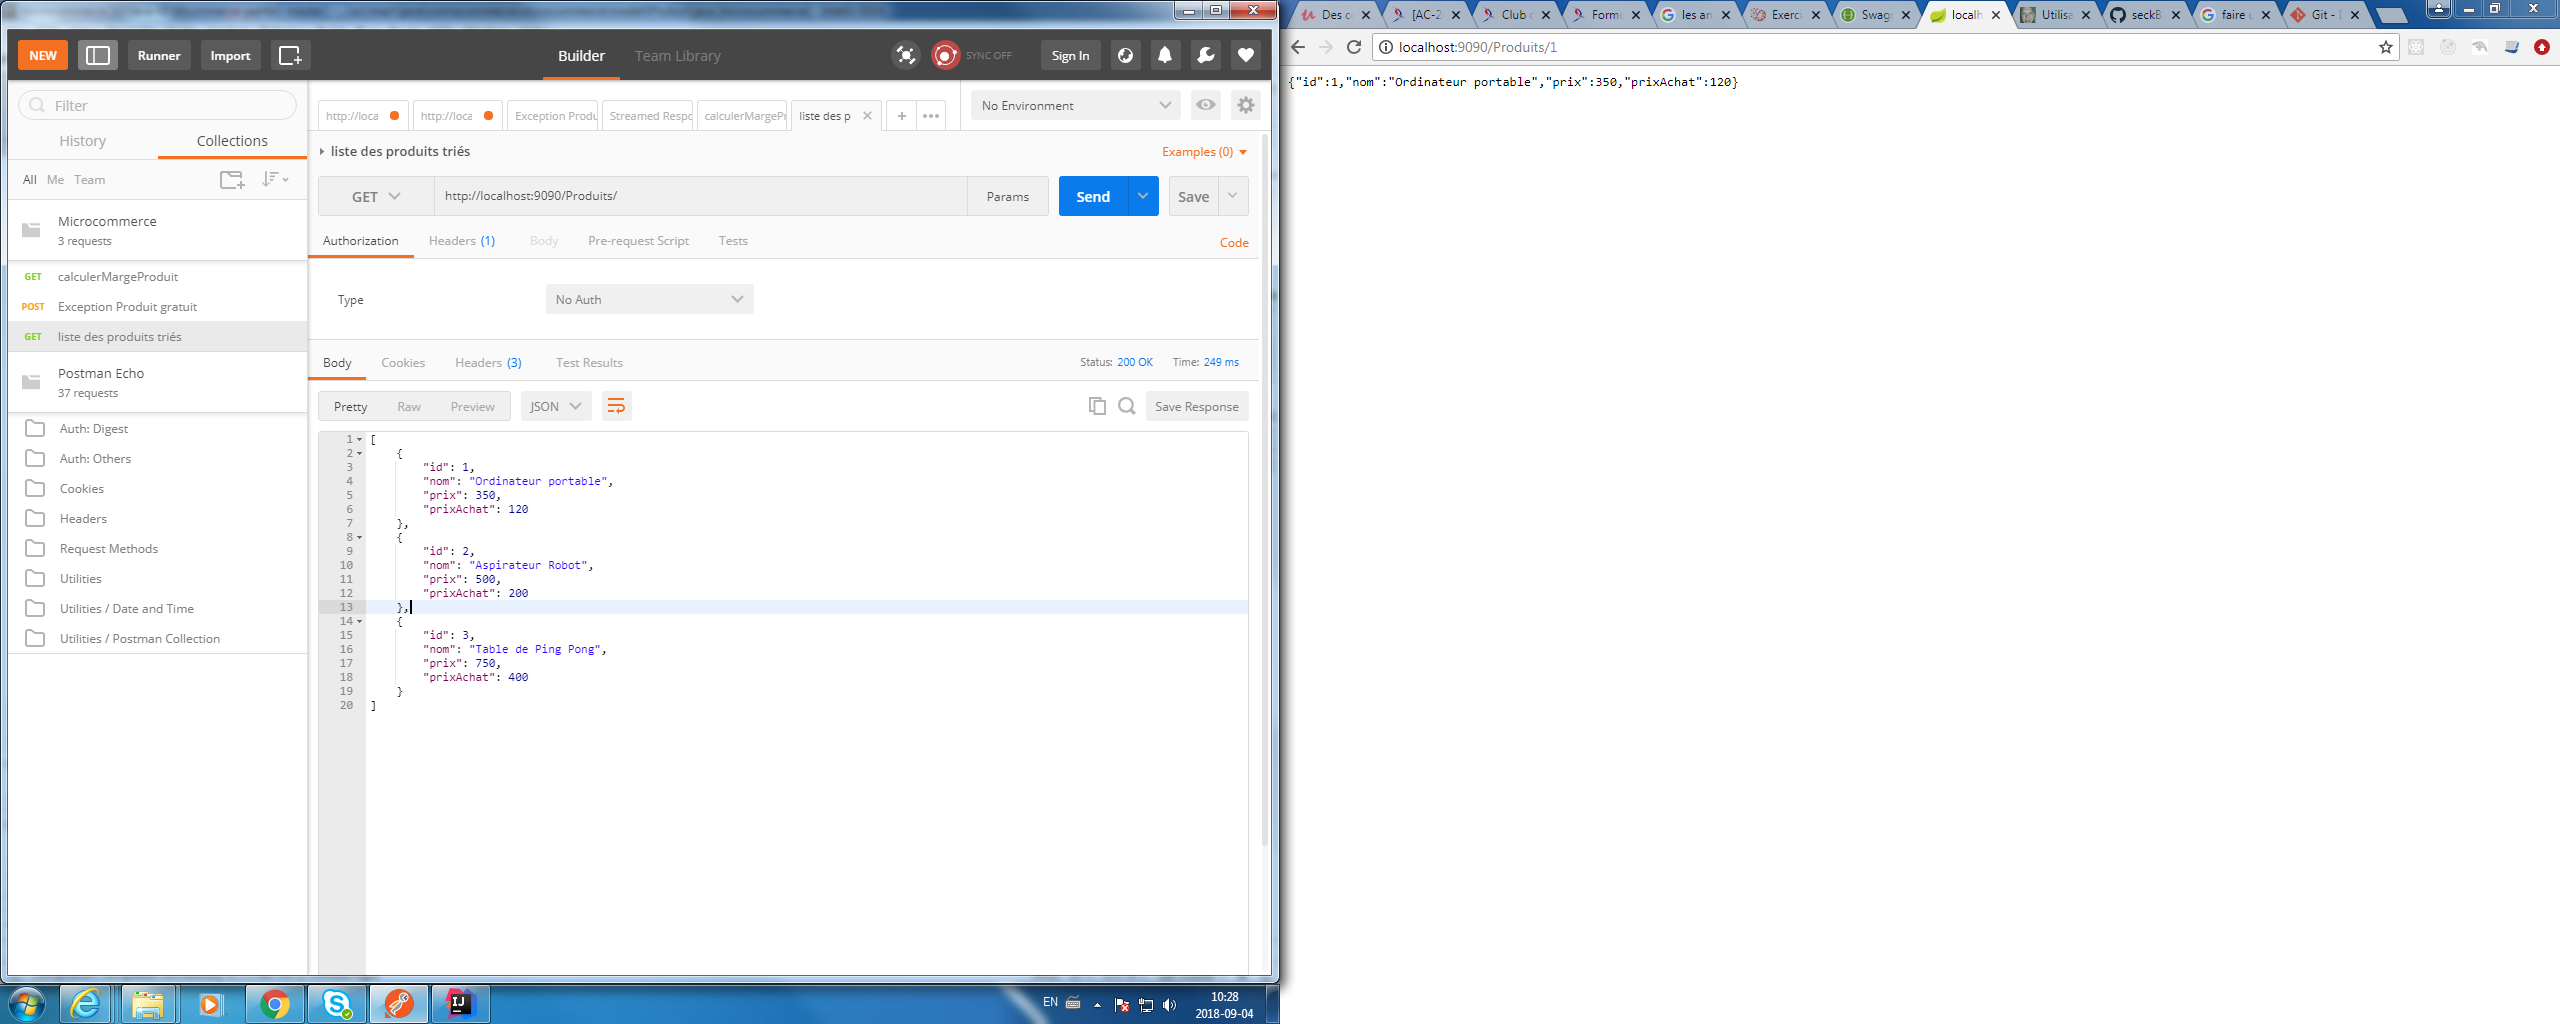 NEW Runner Import Builder Team Library SYNC OFF Sign In
Filter
History Collections
All Me Team
Microcommerce
3 requests
GET calculerMargeProduit
POST Exception Produit gratuit
GET liste des produits triés
Postman Echo
37 requests
Auth: Digest
Auth: Others
Cookies
Headers
Request Methods
Utilities
Utilities / Date and Time
Utilities / Postman Collection
http://loca http://loca Exception Produ Streamed Respo calculerMargePr liste des p + ••• No Environment
liste des produits triés Examples (0)
GET http://localhost:9090/Produits/ Params Send Save
Authorization Headers (1) Body Pre-request Script Tests Code
Type No Auth
Body Cookies Headers (3) Test Results Status: 200 OK Time: 249 ms
Pretty Raw Preview JSON Save Response
1 [
2 {
3 "id": 1,
4 "nom": "Ordinateur portable",
5 "prix": 350,
6 "prixAchat": 120
7 },
8 {
9 "id": 2,
10 "nom": "Aspirateur Robot",
11 "prix": 500,
12 "prixAchat": 200
13 },
14 {
15 "id": 3,
16 "nom": "Table de Ping Pong",
17 "prix": 750,
18 "prixAchat": 400
19 }
20 ]
EN 10:28
2018-09-04
Des c [AC-2 Club Form les an Exerci Swag localh Utilisa seckB faire Git -
localhost:9090/Produits/1
{"id":1,"nom":"Ordinateur portable","prix":350,"prixAchat":120}